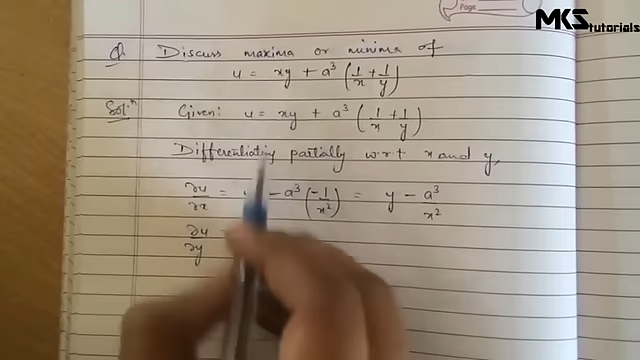 Page
MKS tutorials
Q. Discuss maxima or minima of
u = xy + a³ (1/x + 1/y)
Solⁿ Given: u = xy + a³ (1/x + 1/y)
Differentiating partially w.r.t x and y,
∂u/∂x = - a³ (-1/x²) = y - a³/x²
∂u/∂y